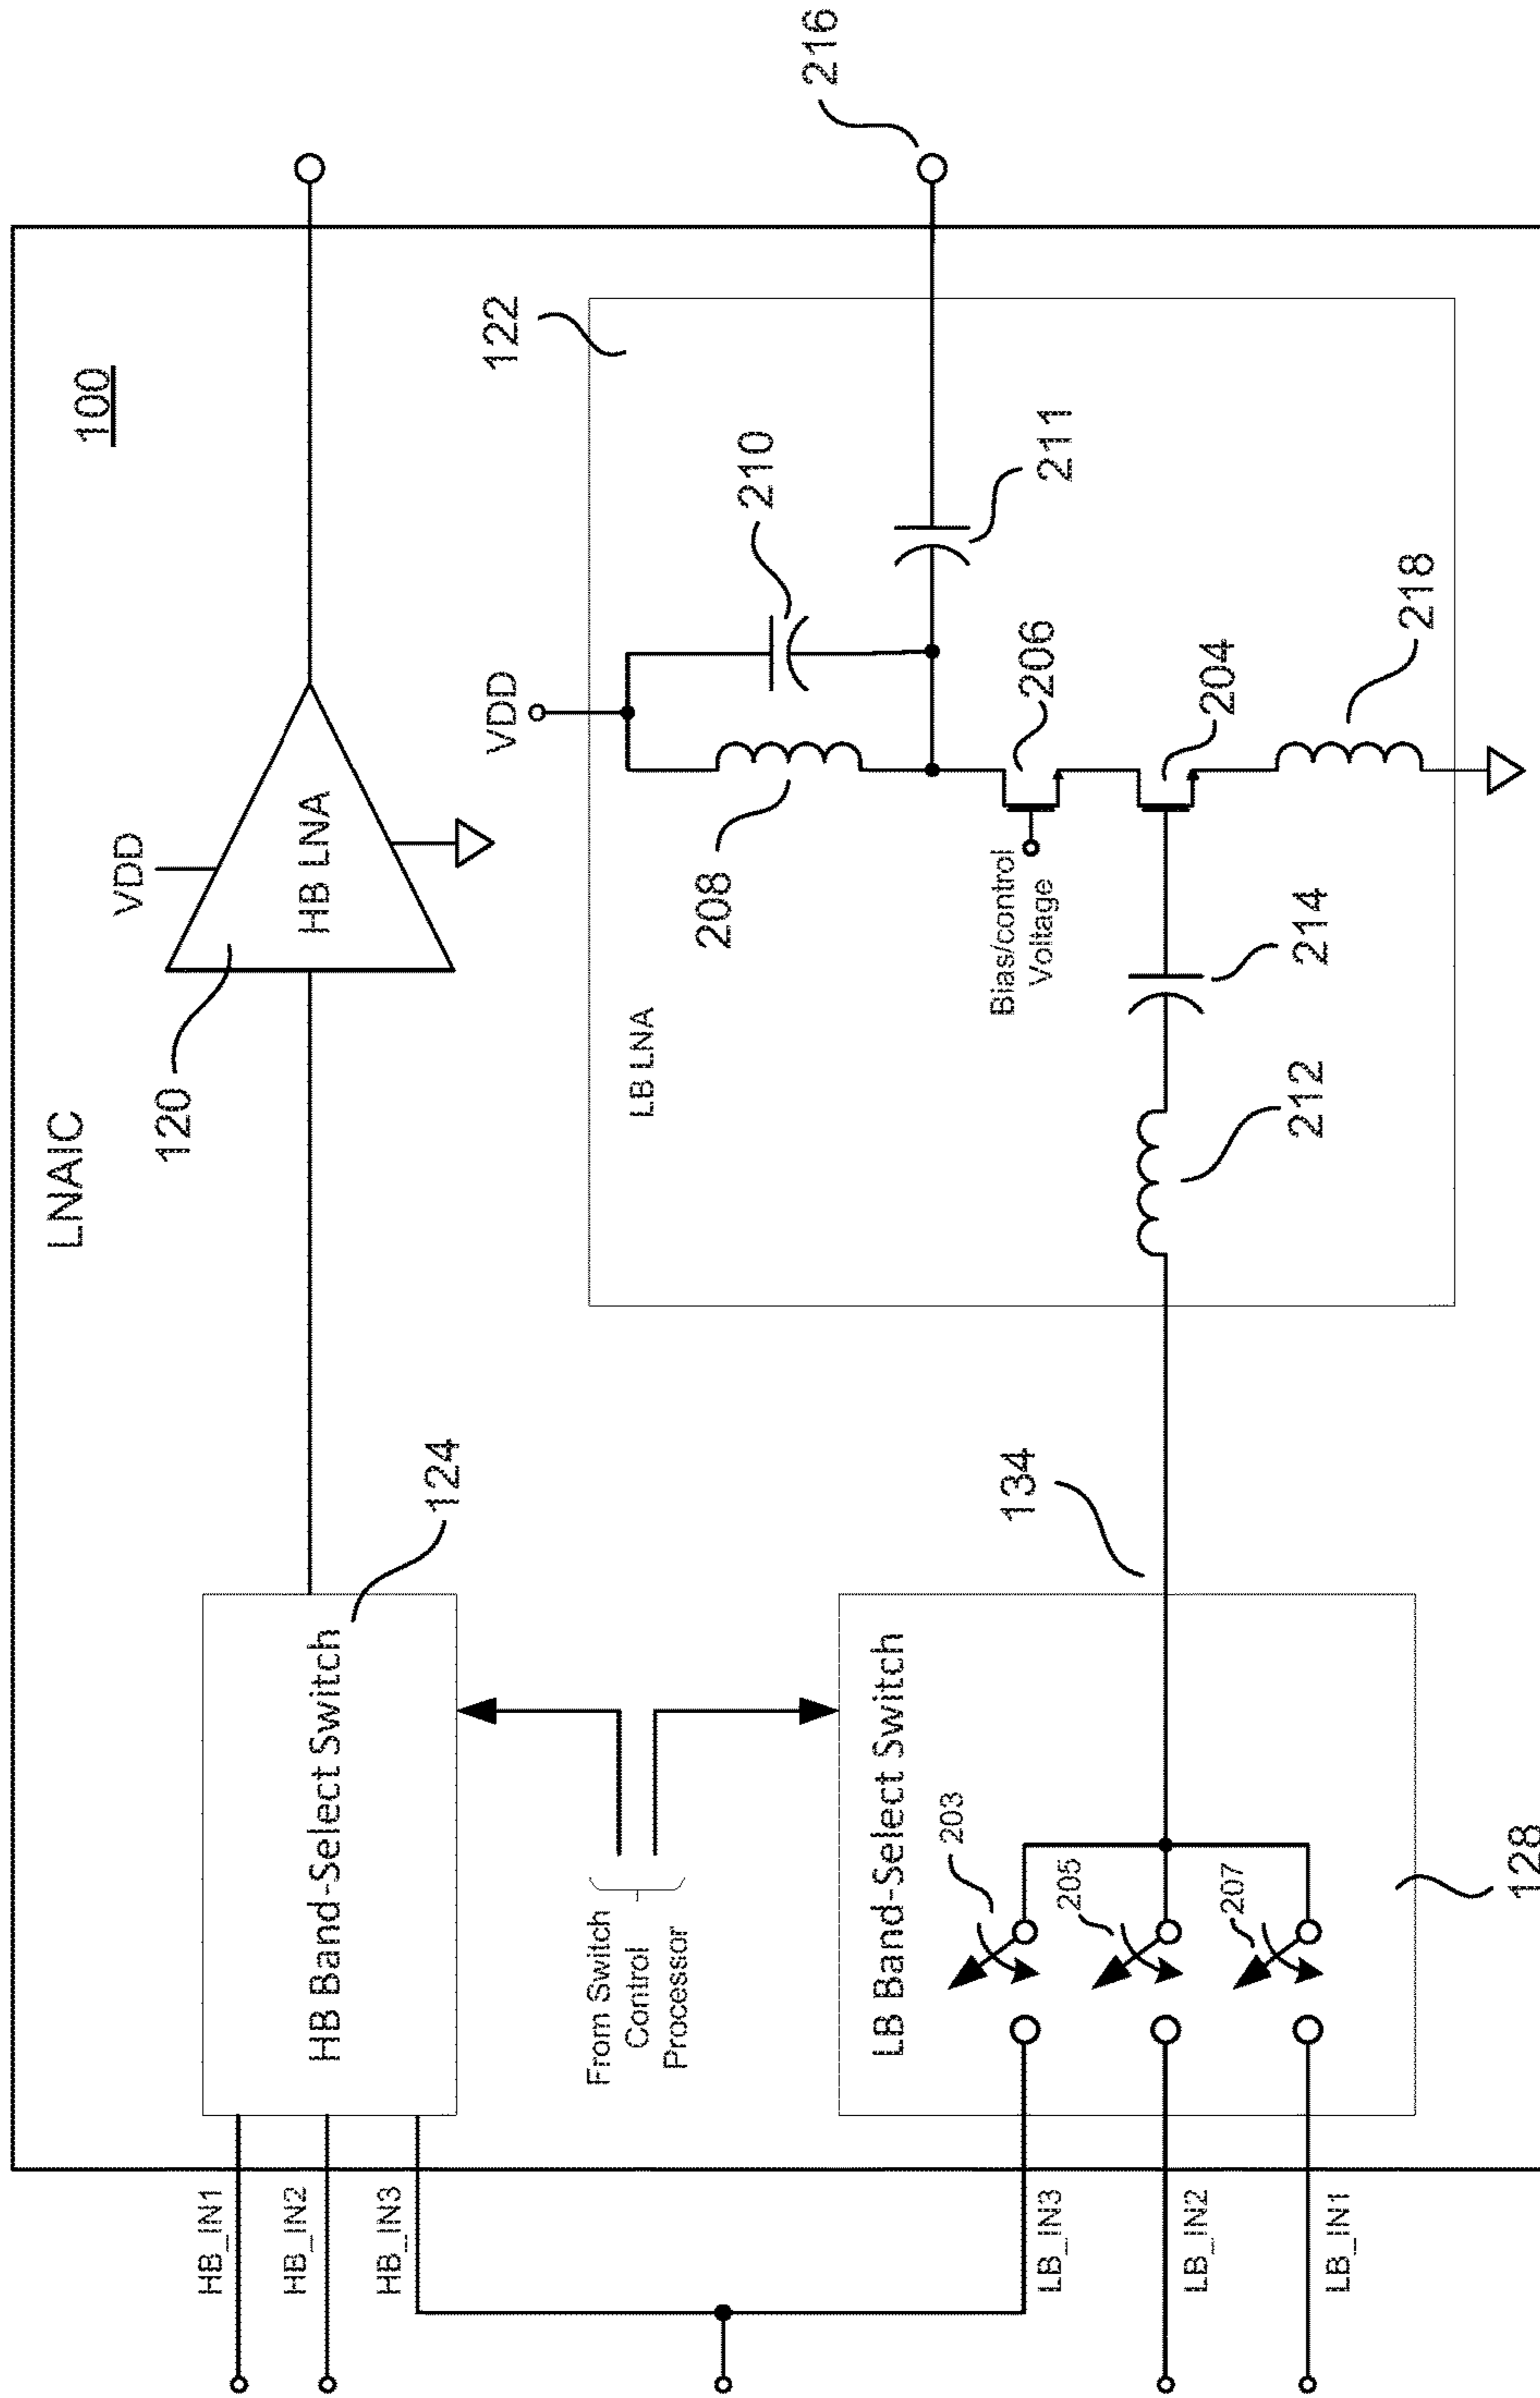 LNAIC
100
HB_IN1
HB_IN2
HB_IN3
HB Band-Select Switch
124
120
HB LNA
VDD
From Switch
Control
Processor
LB Band-Select Switch
203
205
207
128
LB_IN3
LB_IN2
LB_IN1
134
LB LNA
122
VDD
208
210
211
216
Bias/control
Voltage
206
204
212
214
218